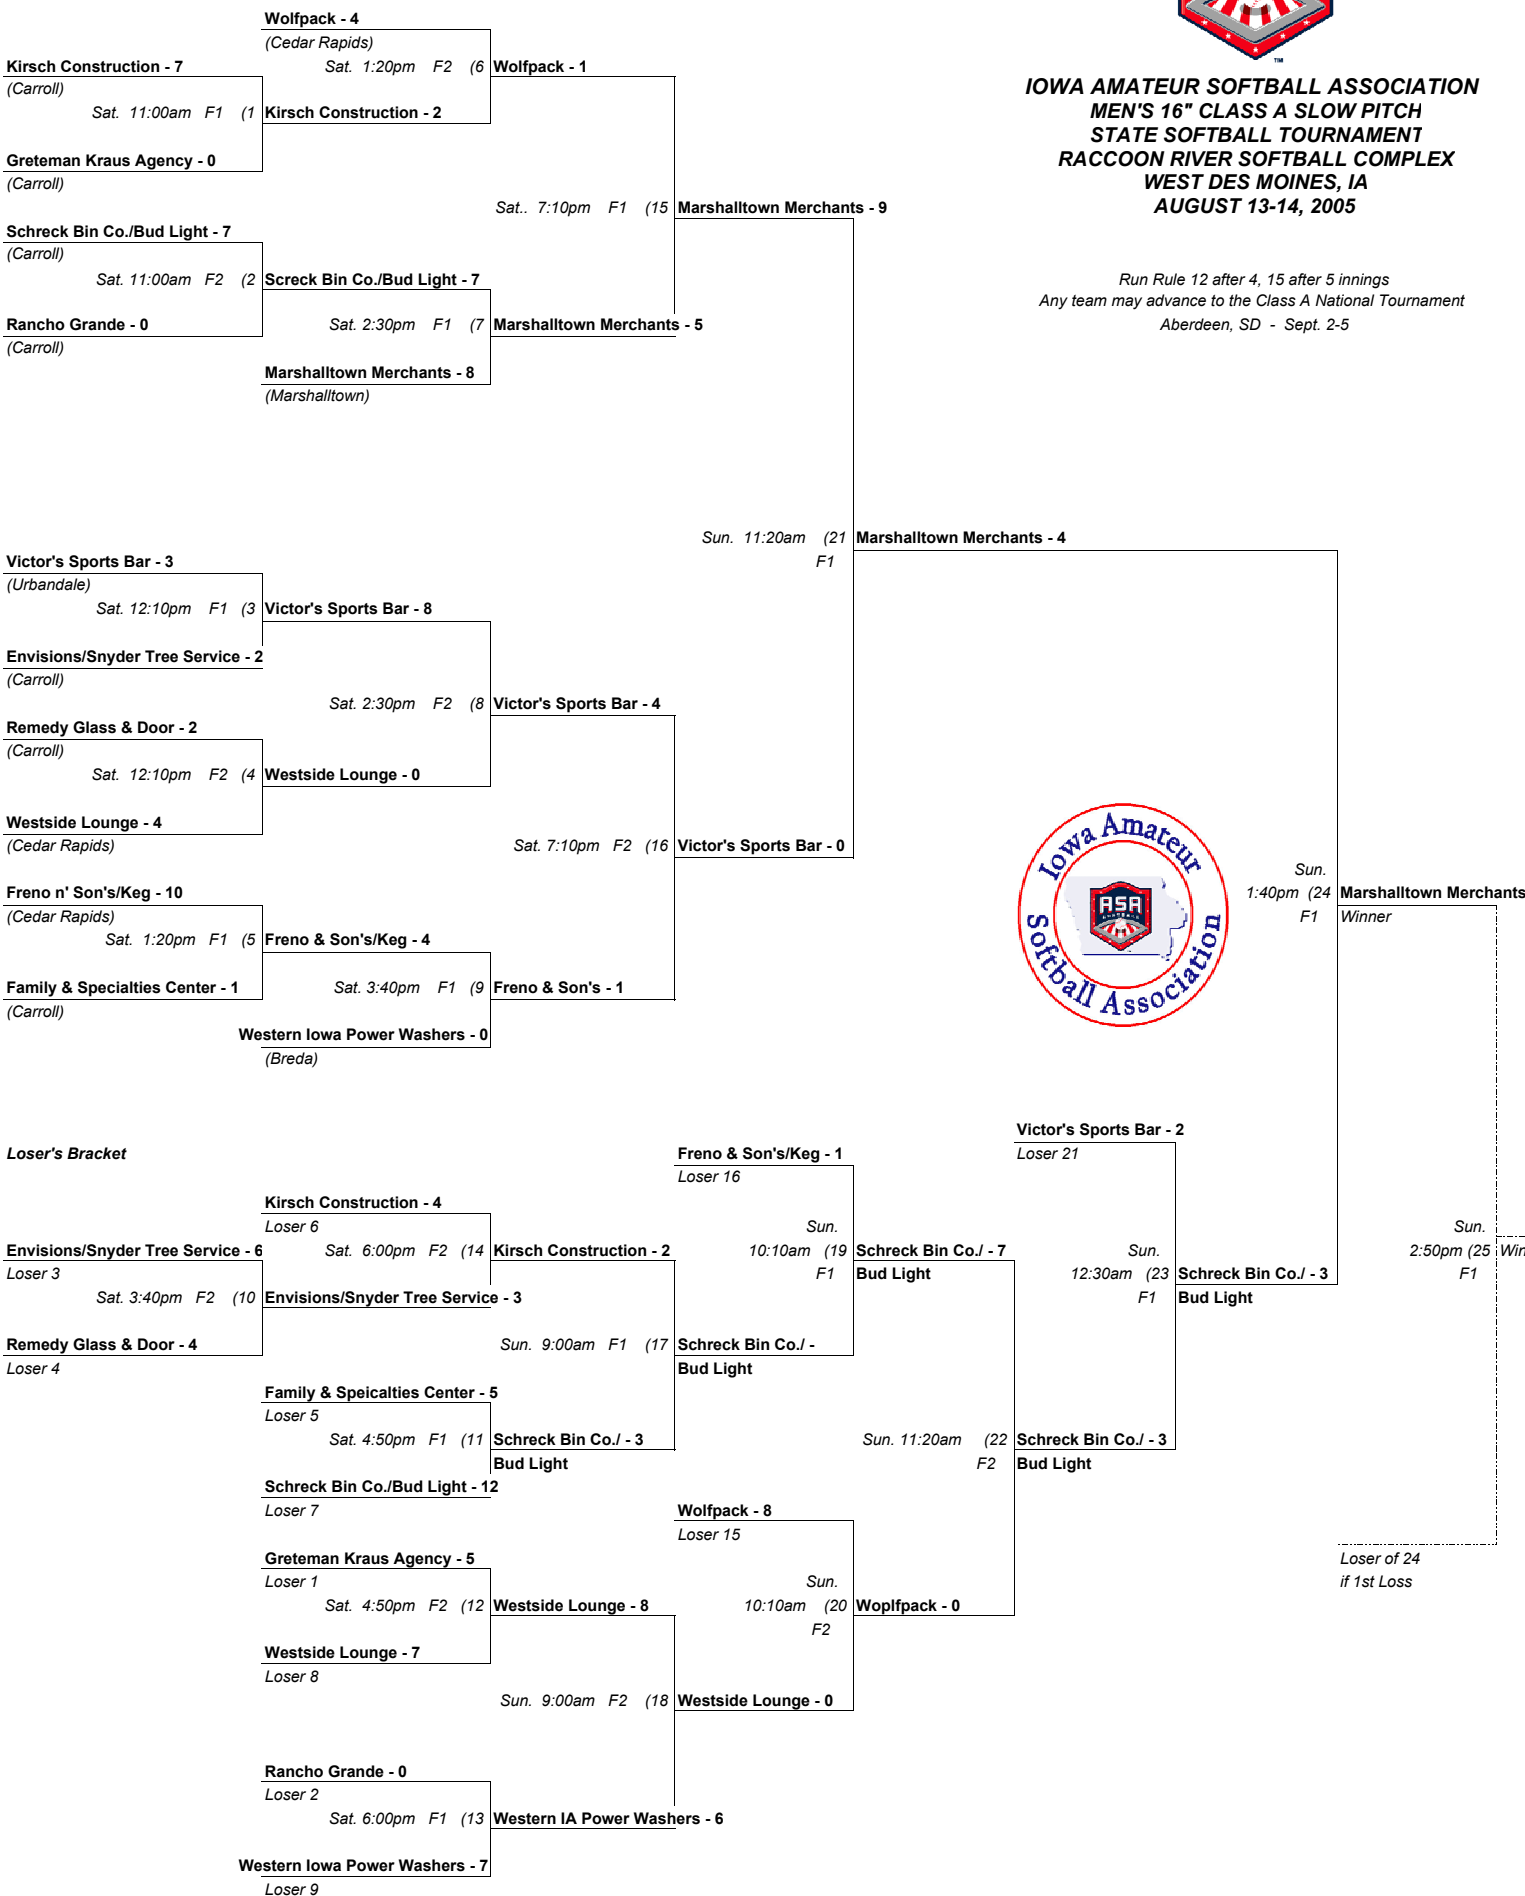 Wolfpack - 4
(Cedar Rapids)
Kirsch Construction - 7
Sat. 1:20pm F2 (6
Wolfpack - 1
(Carroll)
Sat. 11:00am F1 (1
Kirsch Construction - 2
Greteman Kraus Agency - 0
(Carroll)
Sat.. 7:10pm F1 (15
Marshalltown Merchants - 9
Schreck Bin Co./Bud Light - 7
(Carroll)
Sat. 11:00am F2 (2
Screck Bin Co./Bud Light - 7
Rancho Grande - 0
Sat. 2:30pm F1 (7
Marshalltown Merchants - 5
(Carroll)
Marshalltown Merchants - 8
(Marshalltown)
TM
IOWA AMATEUR SOFTBALL ASSOCIATION
MEN'S 16" CLASS A SLOW PITCH
STATE SOFTBALL TOURNAMENT
RACCOON RIVER SOFTBALL COMPLEX
WEST DES MOINES, IA
AUGUST 13-14, 2005
Run Rule 12 after 4, 15 after 5 innings
Any team may advance to the Class A National Tournament
Aberdeen, SD - Sept. 2-5
Sun. 11:20am (21
Marshalltown Merchants - 4
F1
Victor's Sports Bar - 3
(Urbandale)
Sat. 12:10pm F1 (3
Victor's Sports Bar - 8
Envisions/Snyder Tree Service - 2
(Carroll)
Sat. 2:30pm F2 (8
Victor's Sports Bar - 4
Remedy Glass & Door - 2
(Carroll)
Sat. 12:10pm F2 (4
Westside Lounge - 0
Westside Lounge - 4
(Cedar Rapids)
Sat. 7:10pm F2 (16
Victor's Sports Bar - 0
Freno n' Son's/Keg - 10
(Cedar Rapids)
Sat. 1:20pm F1 (5
Freno & Son's/Keg - 4
Family & Specialties Center - 1
Sat. 3:40pm F1 (9
Freno & Son's - 1
(Carroll)
Western Iowa Power Washers - 0
(Breda)
Iowa Amateur
ASA
Softball Association
Sun.
1:40pm (24
Marshalltown Merchants
F1
Winner
Loser's Bracket
Victor's Sports Bar - 2
Loser 21
Freno & Son's/Keg - 1
Loser 16
Kirsch Construction - 4
Loser 6
Sun.
Envisions/Snyder Tree Service - 6
Sat. 6:00pm F2 (14
Kirsch Construction - 2
10:10am (19
Schreck Bin Co./ - 7
Loser 3
F1
Bud Light
Sun.
12:30am (23
Schreck Bin Co./ - 3
F1
Bud Light
Sun.
2:50pm (25
Win
F1
Sat. 3:40pm F2 (10
Envisions/Snyder Tree Service - 3
Remedy Glass & Door - 4
Loser 4
Sun. 9:00am F1 (17
Schreck Bin Co./ -
Bud Light
Family & Speicalties Center - 5
Loser 5
Sat. 4:50pm F1 (11
Schreck Bin Co./ - 3
Bud Light
Sun. 11:20am (22
Schreck Bin Co./ - 3
F2
Bud Light
Schreck Bin Co./Bud Light - 12
Loser 7
Wolfpack - 8
Loser 15
Greteman Kraus Agency - 5
Loser 1
Sun.
Sat. 4:50pm F2 (12
Westside Lounge - 8
10:10am (20
Woplfpack - 0
F2
Loser of 24
if 1st Loss
Westside Lounge - 7
Loser 8
Sun. 9:00am F2 (18
Westside Lounge - 0
Rancho Grande - 0
Loser 2
Sat. 6:00pm F1 (13
Western IA Power Washers - 6
Western Iowa Power Washers - 7
Loser 9